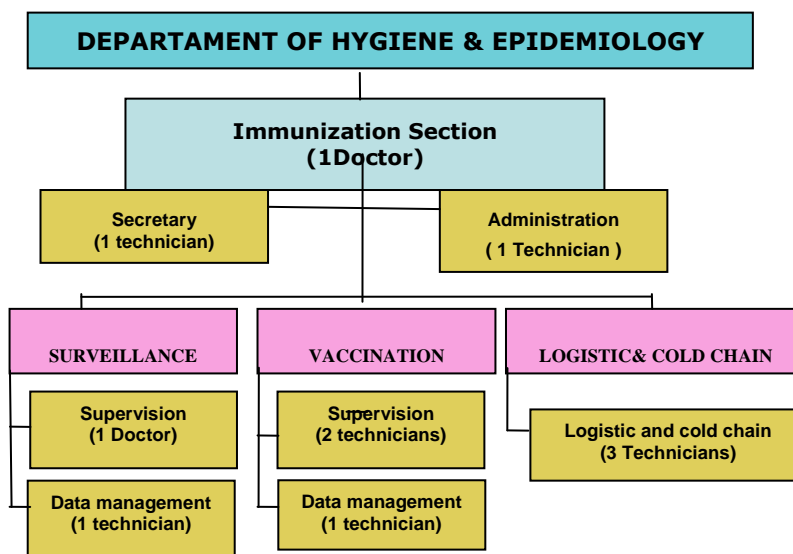 DEPARTAMENT OF HYGIENE & EPIDEMIOLOGY
Immunization Section
(1Doctor)
Secretary
(1 technician)
Administration
( 1 Technician )
SURVEILLANCE
VACCINATION
LOGISTIC& COLD CHAIN
Supervision
(1 Doctor)
Supervision
(2 technicians)
Logistic and cold chain
(3 Technicians)
Data management
(1 technician)
Data management
(1 technician)